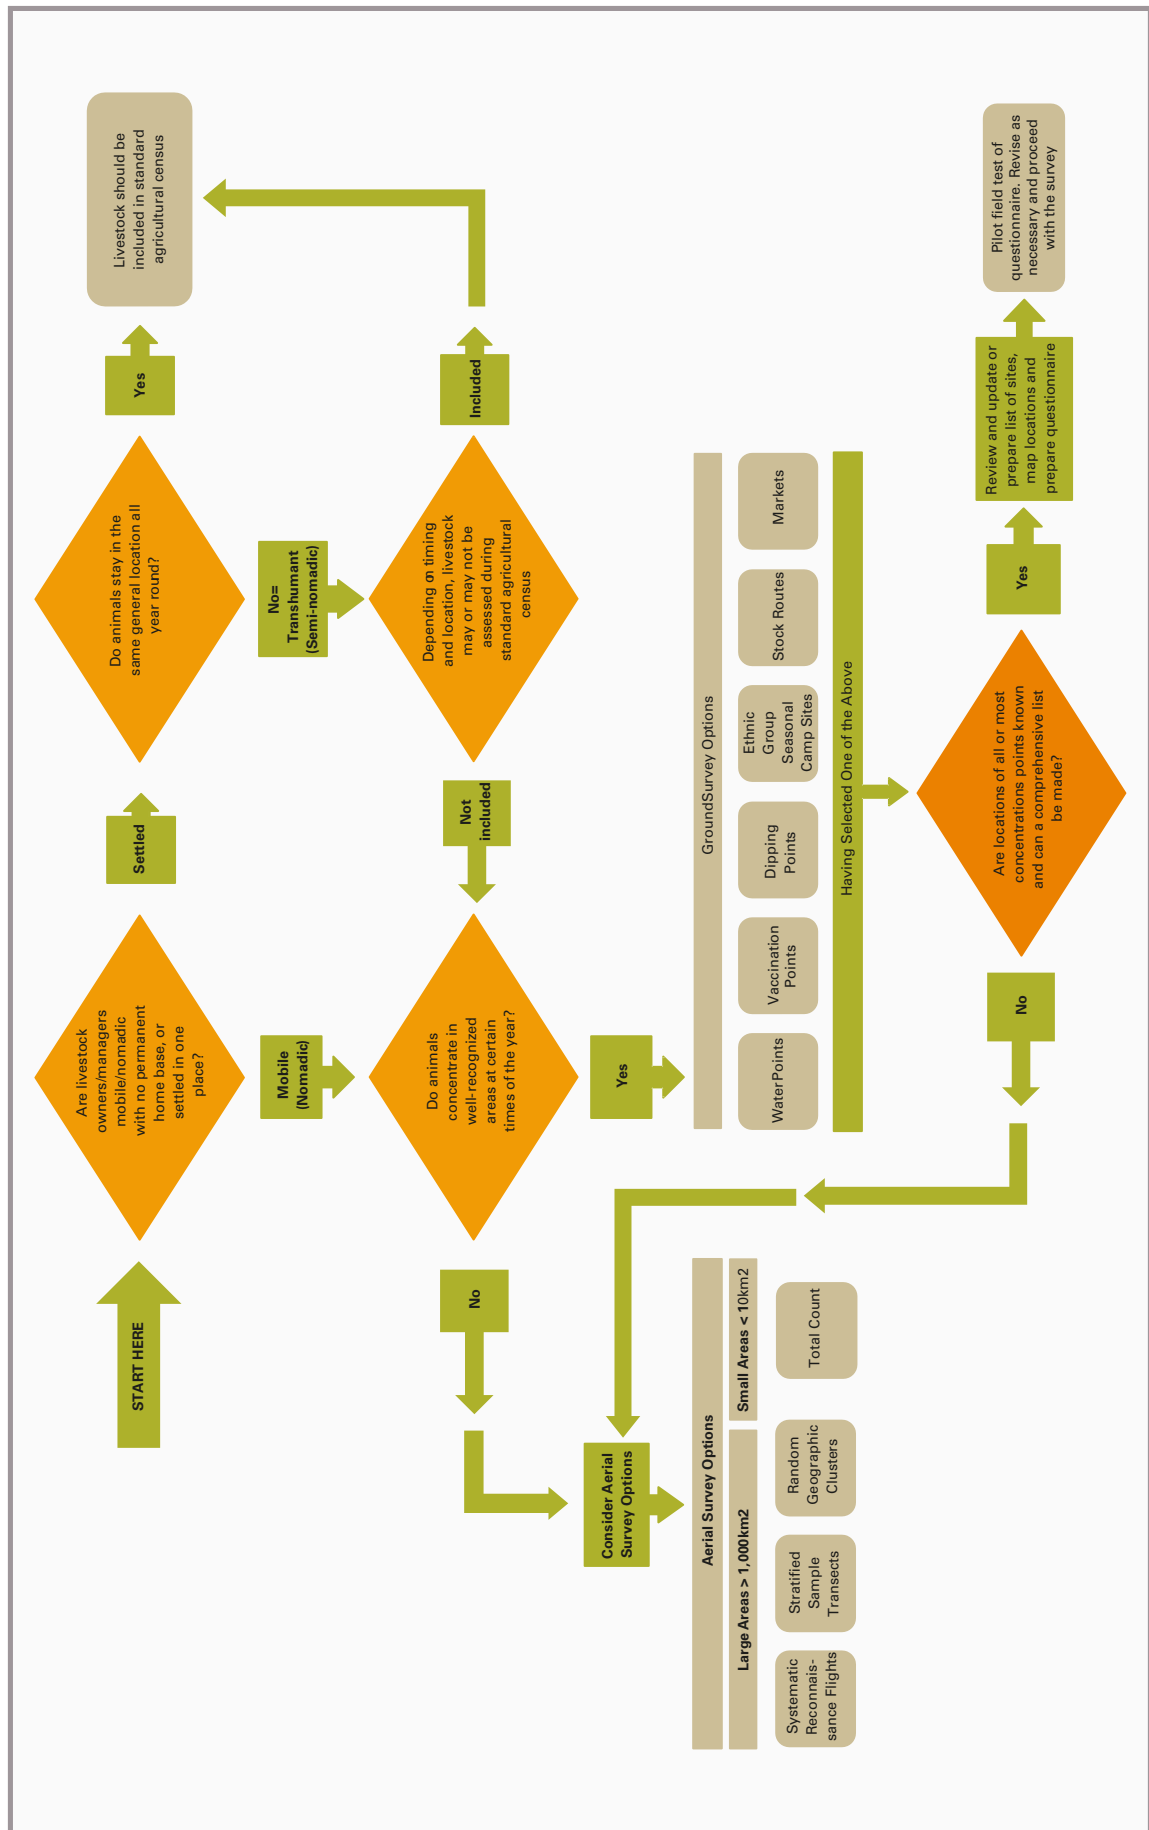 START HERE
Are livestock
owners/managers
mobile/nomadic
with no permanent
home base, or
settled in one
place?
Settled
Do animals stay in the
same general location all
year round?
Yes
Livestock should be
included in standard
agricultural census
Mobile
(Nomadic)
No=
Transhumant
(Semi-nomadic)
No
Do animals
concentrate in
well-recognized
areas at certain
times of the year?
Not
included
Depending on timing
and location, livestock
may or may not be
assessed during
standard agricultural
census
Included
Consider Aerial
Survey Options
Yes
Aerial Survey Options
Large Areas > 1,000km2
Small Areas < 10km2
Systematic
Reconnais-
sance Flights
Stratified
Sample
Transects
Random
Geographic
Clusters
Total Count
GroundSurvey Options
WaterPoints
Vaccination
Points
Dipping
Points
Ethnic
Group
Seasonal
Camp Sites
Stock Routes
Markets
Having Selected One of the Above
No
Are locations of all or most
concentrations points known
and can a comprehensive list
be made?
Yes
Review and update or
prepare list of sites,
map locations and
prepare questionnaire
Pilot field test of
questionnaire. Revise as
necessary and proceed
with the survey